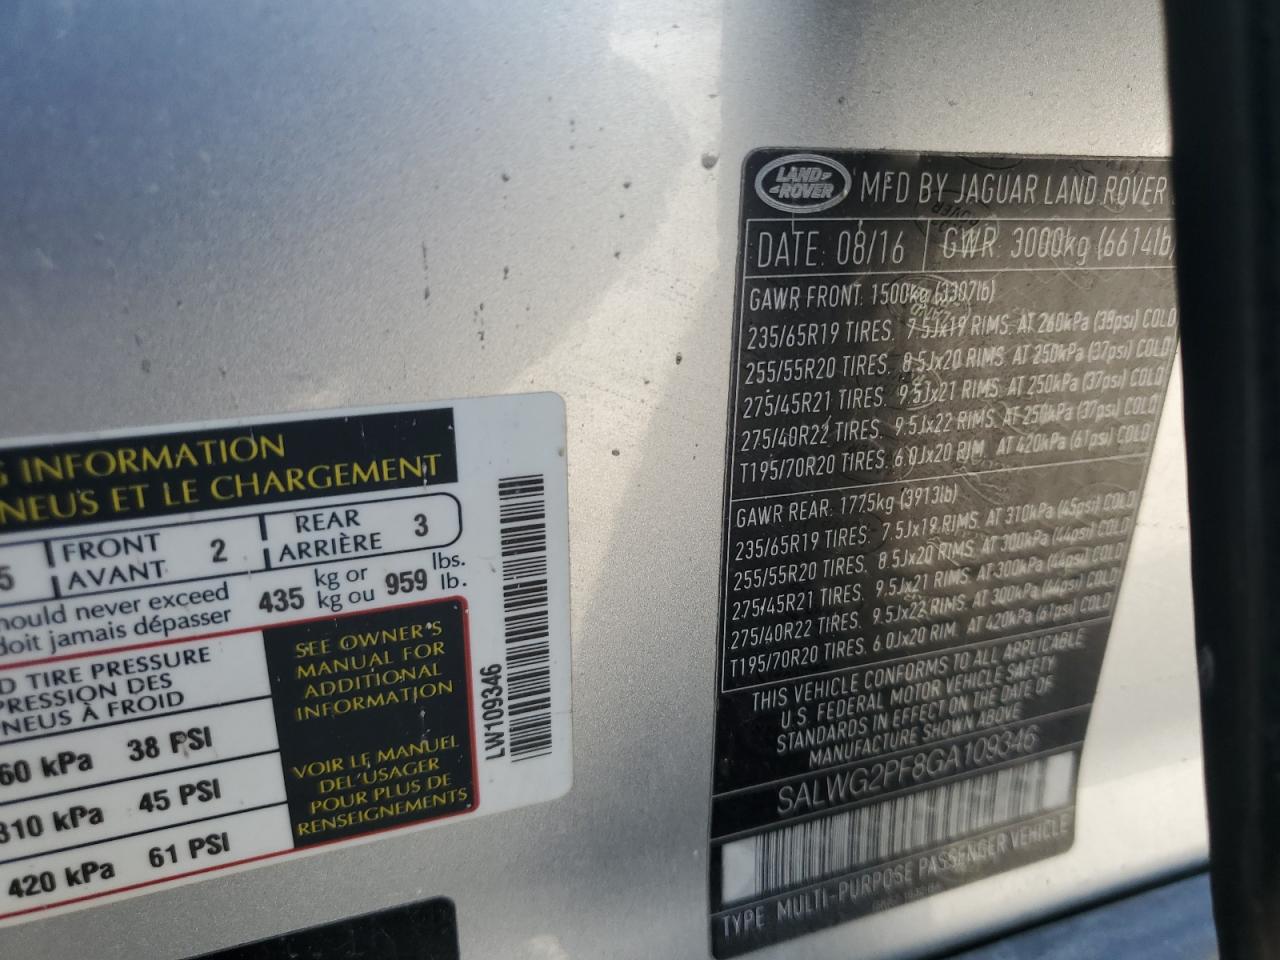 G INFORMATION
NEUS ET LE CHARGEMENT
5 FRONT AVANT 2 REAR ARRIÈRE 3
hould never exceed
doit jamais dépasser
435 kg or kg ou 959 lbs. lb.
D TIRE PRESSURE
PRESSION DES
NEUS À FROID
60 kPa 38 PSI
310 kPa 45 PSI
420 kPa 61 PSI
SEE OWNER'S
MANUAL FOR
ADDITIONAL
INFORMATION
VOIR LE MANUEL
DEL'USAGER
POUR PLUS DE
RENSEIGNEMENTS
LW109346
LAND
ROVER
MFD BY JAGUAR LAND ROVER
DATE: 08/16 GWR: 3000kg (6614lb)
GAWR FRONT: 1500kg (3307lb)
235/65R19 TIRES. 7.5Jx19 RIMS. AT 260kPa (38psi) COLD
255/55R20 TIRES. 8.5Jx20 RIMS. AT 250kPa (37psi) COLD
275/45R21 TIRES. 9.5Jx21 RIMS. AT 250kPa (37psi) COLD
275/40R22 TIRES. 9.5Jx22 RIMS. AT 250kPa (37psi) COLD
T195/70R20 TIRES. 6.0Jx20 RIM. AT 420kPa (61psi) COLD
GAWR REAR: 1775kg (3913lb)
235/65R19 TIRES. 7.5Jx19 RIMS. AT 310kPa (45psi) COLD
255/55R20 TIRES. 8.5Jx20 RIMS. AT 300kPa (44psi) COLD
275/45R21 TIRES. 9.5Jx21 RIMS. AT 300kPa (44psi) COLD
275/40R22 TIRES. 9.5Jx22 RIMS. AT 300kPa (44psi) COLD
T195/70R20 TIRES. 6.0Jx20 RIM. AT 420kPa (61psi) COLD
THIS VEHICLE CONFORMS TO ALL APPLICABLE
U.S. FEDERAL MOTOR VEHICLE SAFETY
STANDARDS IN EFFECT ON THE DATE OF
MANUFACTURE SHOWN ABOVE
SALWG2PF8GA109346
TYPE: MULTI-PURPOSE PASSENGER VEHICLE